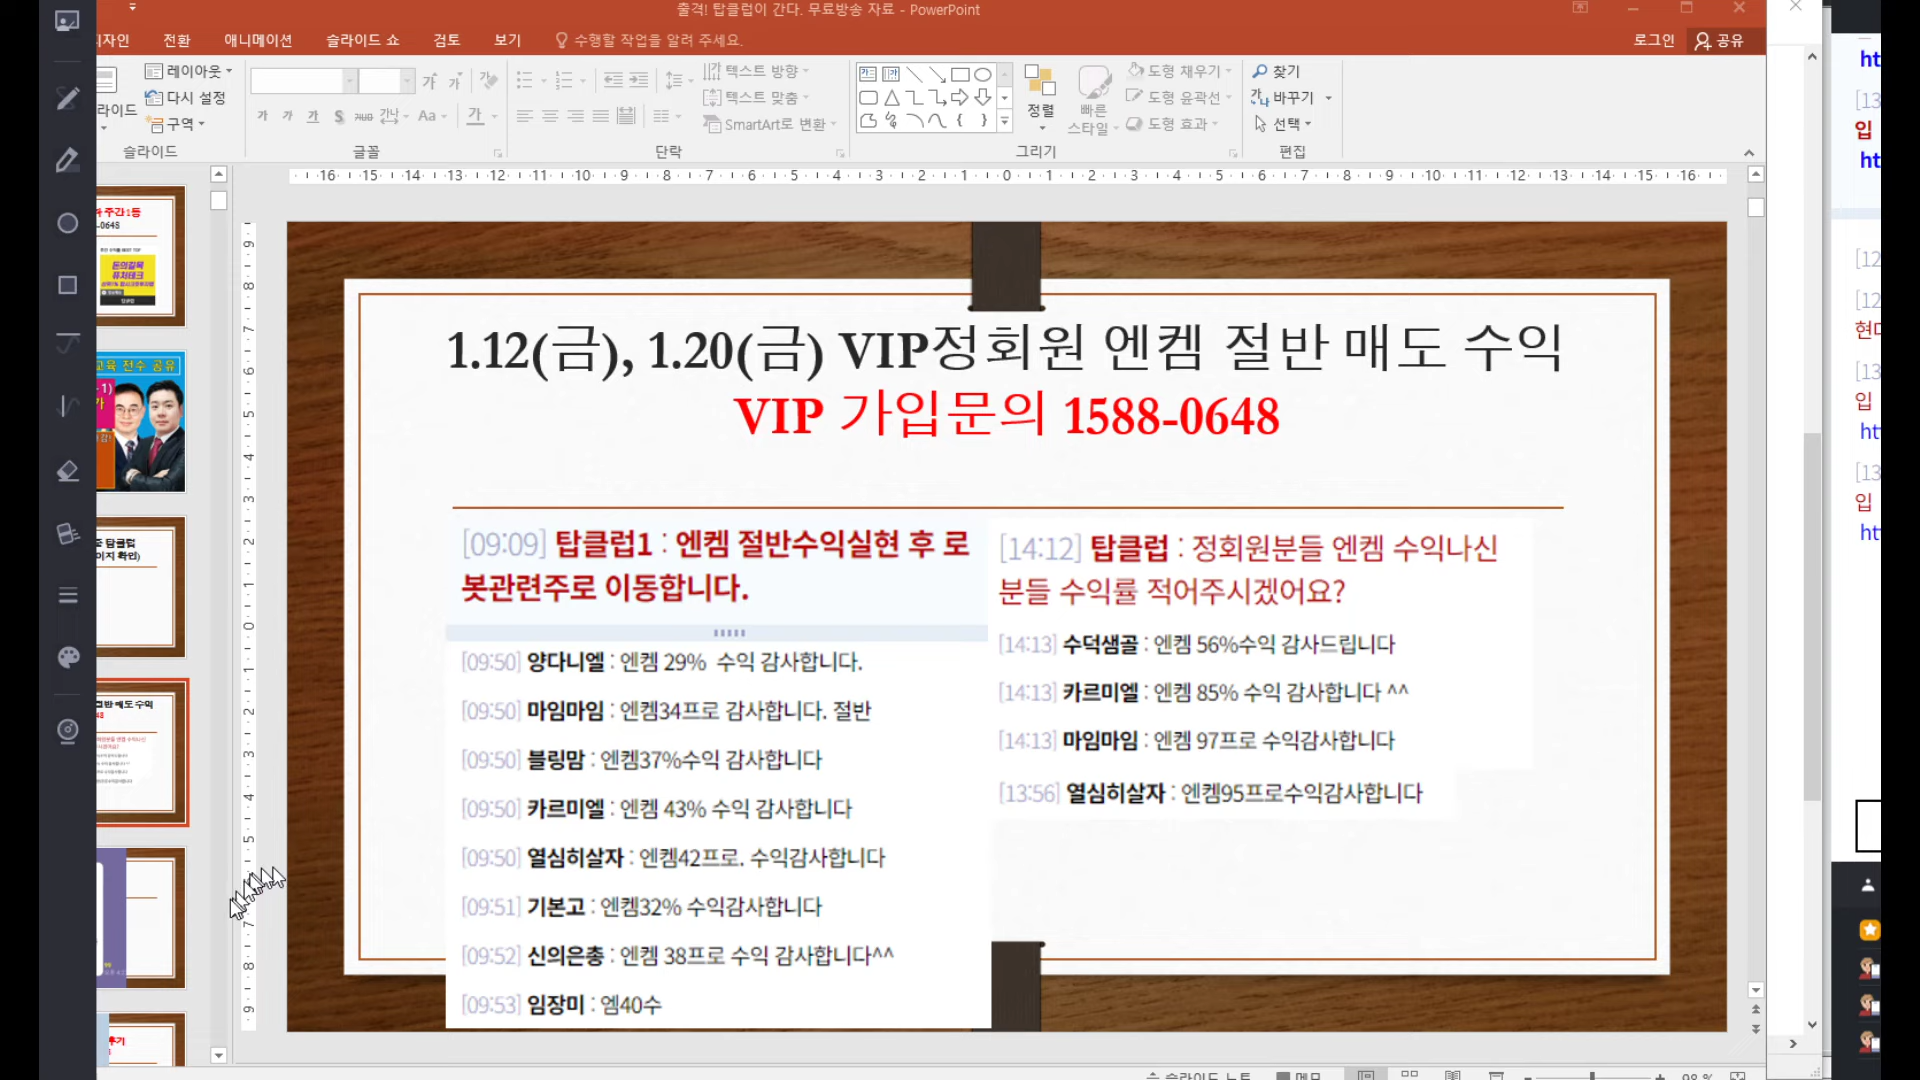 출격! 탑클럽이 간다. 무료방송 자료 - PowerPoint
디자인 전환 애니메이션 슬라이드 쇼 검토 보기 수행할 작업을 알려 주세요. 로그인 공유
레이아웃
다시 설정
구역
슬라이드
글꼴
텍스트 방향
텍스트 맞춤
SmartArt로 변환
단락
정렬
빠른
스타일
도형 채우기
도형 윤곽선
도형 효과
그리기
찾기
바꾸기
선택
편집
1.12(금), 1.20(금) VIP정회원 엔켐 절반 매도 수익
VIP 가입문의 1588-0648
[09:09] 탑클럽1 : 엔켐 절반수익실현 후 로
봇관련주로 이동합니다.
[09:50] 양다니엘 : 엔켐 29% 수익 감사합니다.
[09:50] 마임마임 : 엔켐34프로 감사합니다. 절반
[09:50] 블링맘 : 엔켐37%수익 감사합니다
[09:50] 카르미엘 : 엔켐 43% 수익 감사합니다
[09:50] 열심히살자 : 엔켐42프로. 수익감사합니다
[09:51] 기본고 : 엔켐32% 수익감사합니다
[09:52] 신의은총 : 엔켐 38프로 수익 감사합니다^^
[09:53] 임장미 : 엠40수
[14:12] 탑클럽 : 정회원분들 엔켐 수익나신
분들 수익률 적어주시겠어요?
[14:13] 수덕샘골 : 엔켐 56%수익 감사드립니다
[14:13] 카르미엘 : 엔켐 85% 수익 감사합니다 ^^
[14:13] 마임마임 : 엔켐 97프로 수익감사합니다
[13:56] 열심히살자 : 엔켐95프로수익감사합니다